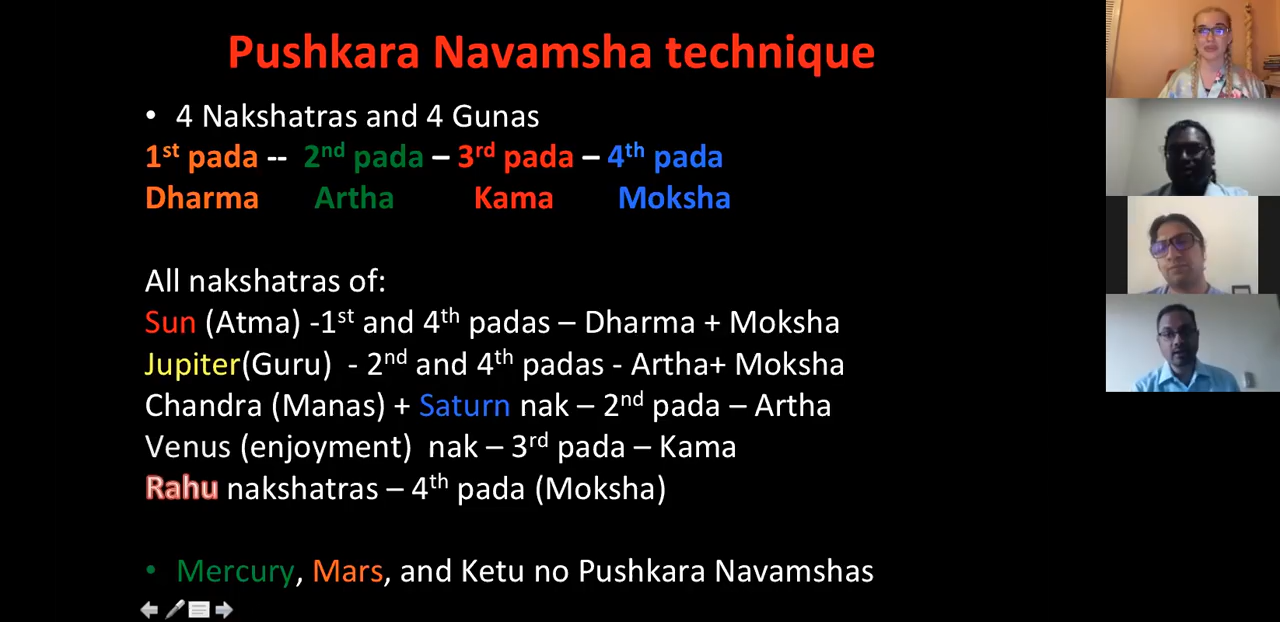 Pushkara Navamsha technique
• 4 Nakshatras and 4 Gunas
1st pada -- 2nd pada – 3rd pada – 4th pada
Dharma Artha Kama Moksha
All nakshatras of:
Sun (Atma) -1st and 4th padas – Dharma + Moksha
Jupiter(Guru) - 2nd and 4th padas - Artha+ Moksha
Chandra (Manas) + Saturn nak – 2nd pada – Artha
Venus (enjoyment) nak – 3rd pada – Kama
Rahu nakshatras – 4th pada (Moksha)
• Mercury, Mars, and Ketu no Pushkara Navamshas